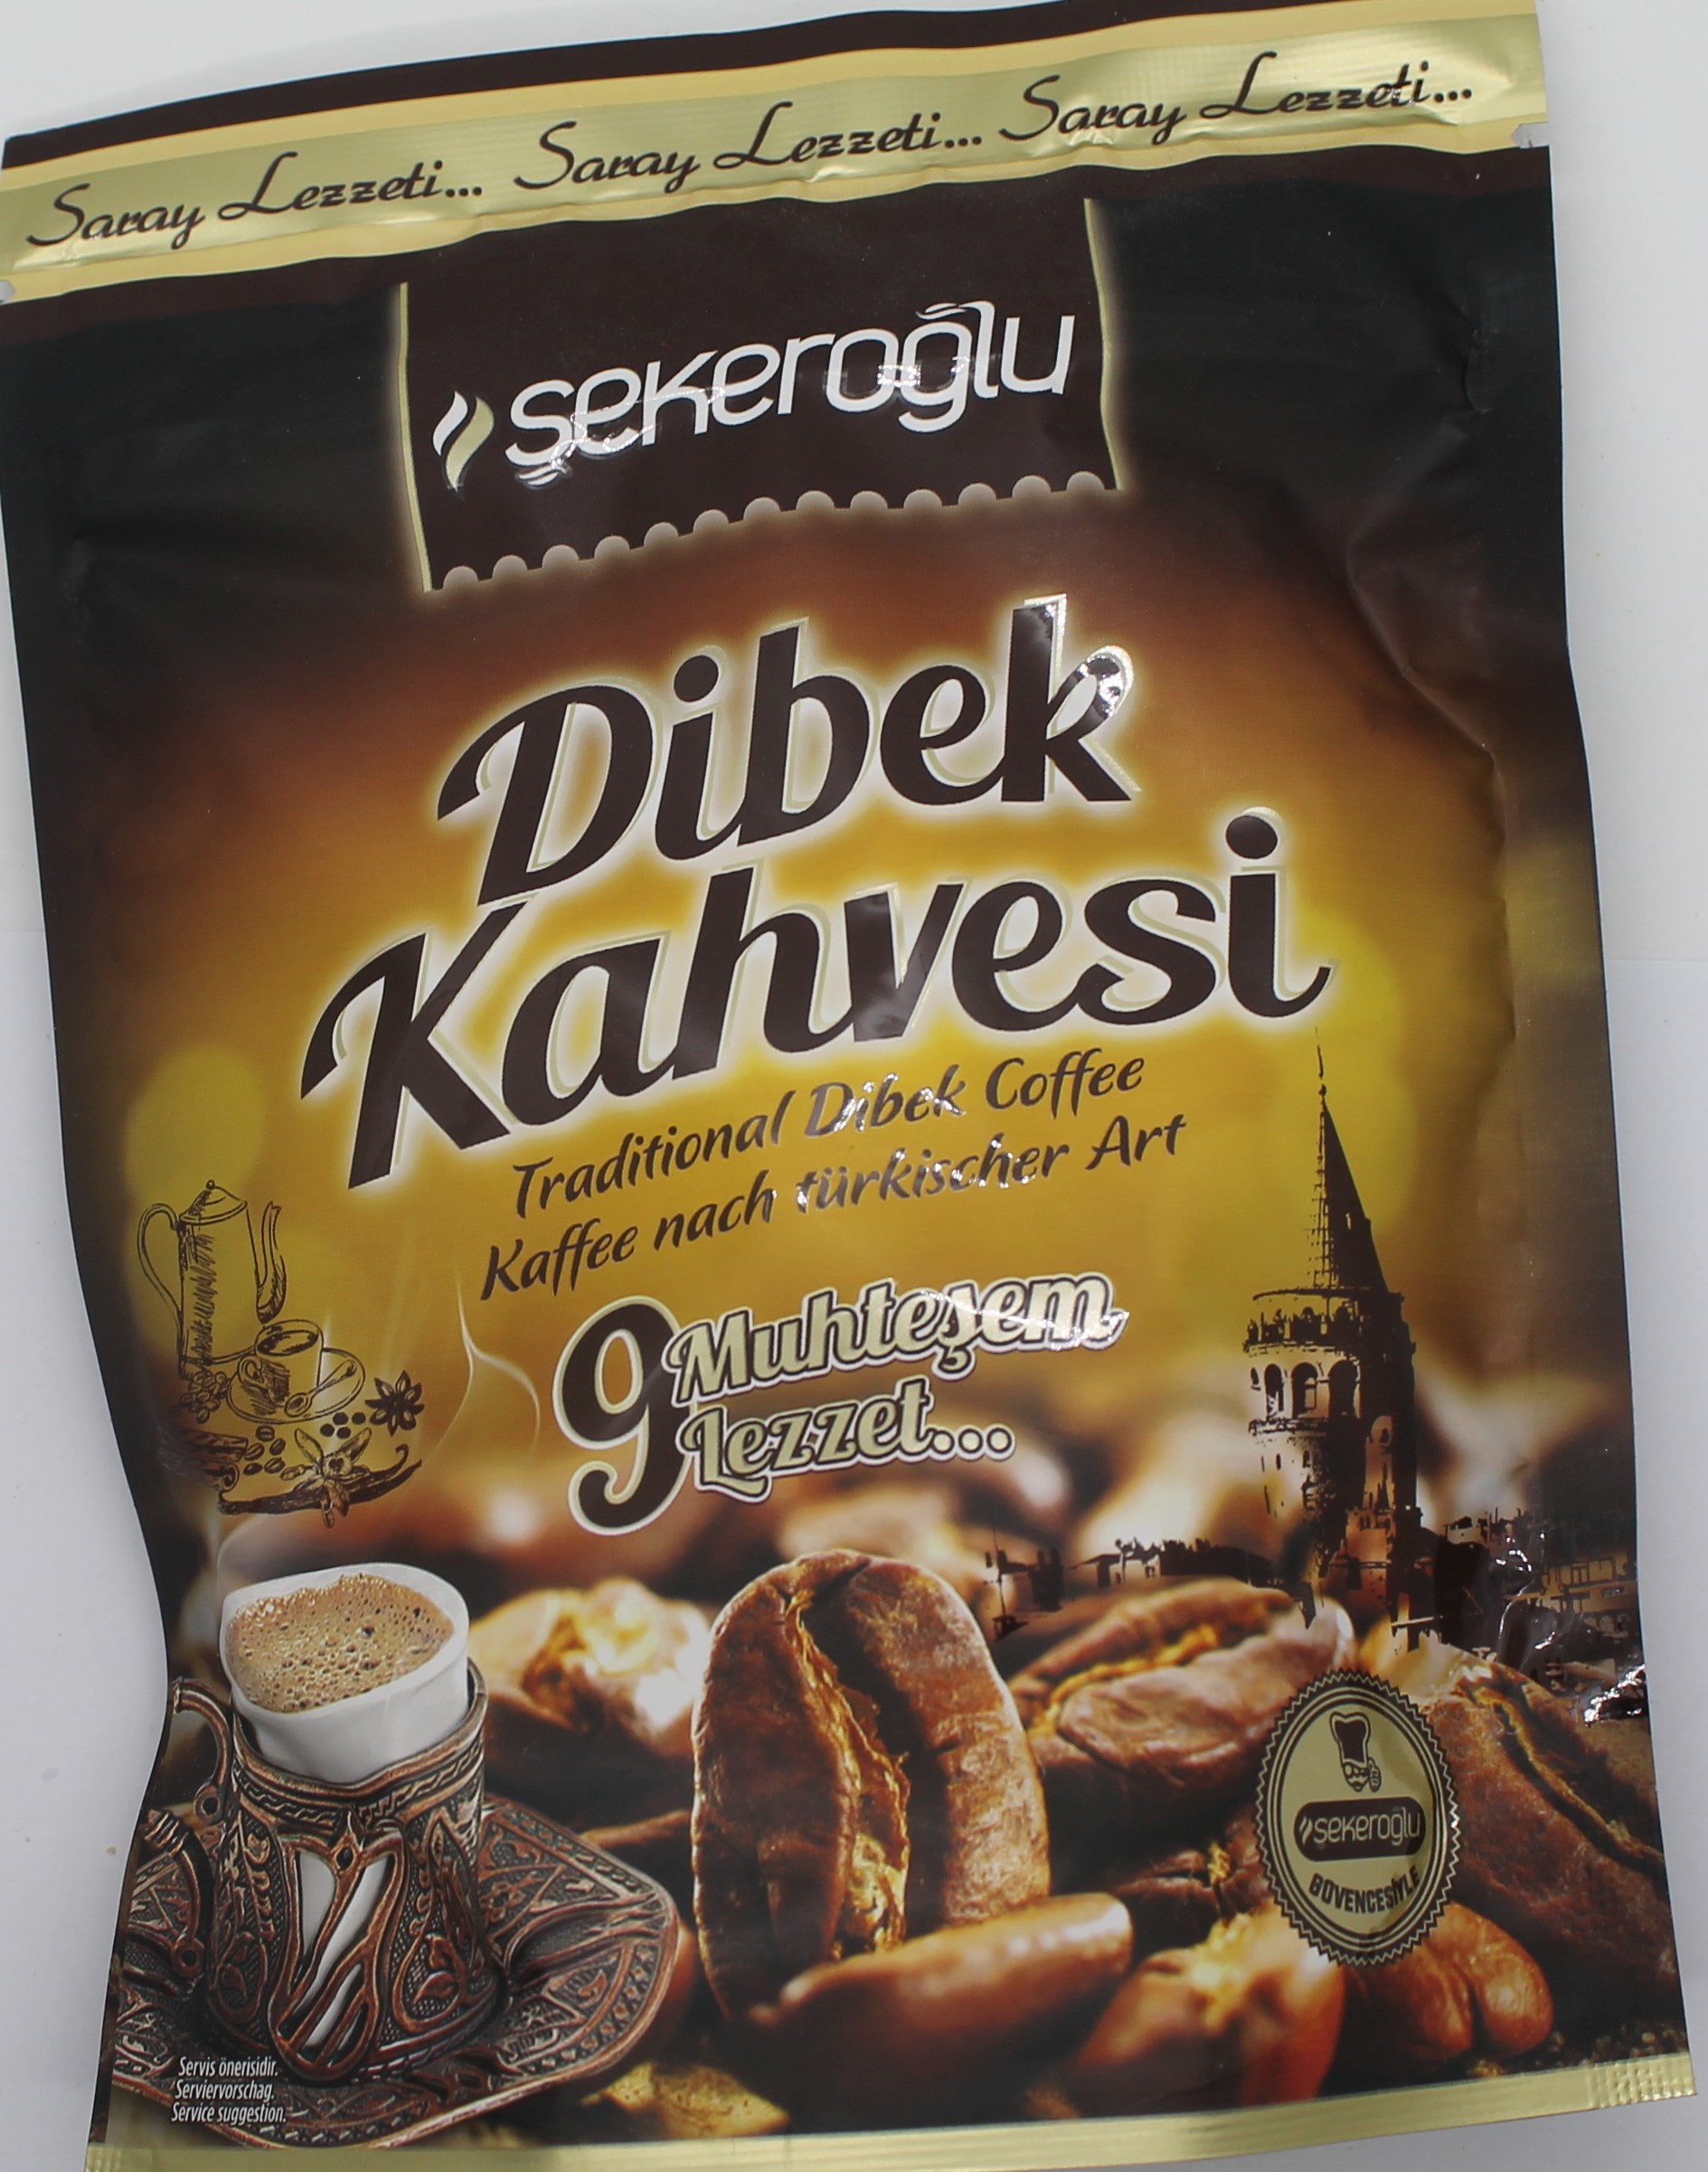 Saray Lezzeti... Saray Lezzeti... Saray Lezzeti...
şekeroğlu
Dibek
Kahvesi
Traditional Dibek Coffee
Kaffee nach türkischer Art
9 Muhteşem
Lezzet...
şekeroğlu
GÜVENCESİYLE
Servis önerisidir.
Serviervorschag.
Service suggestion.